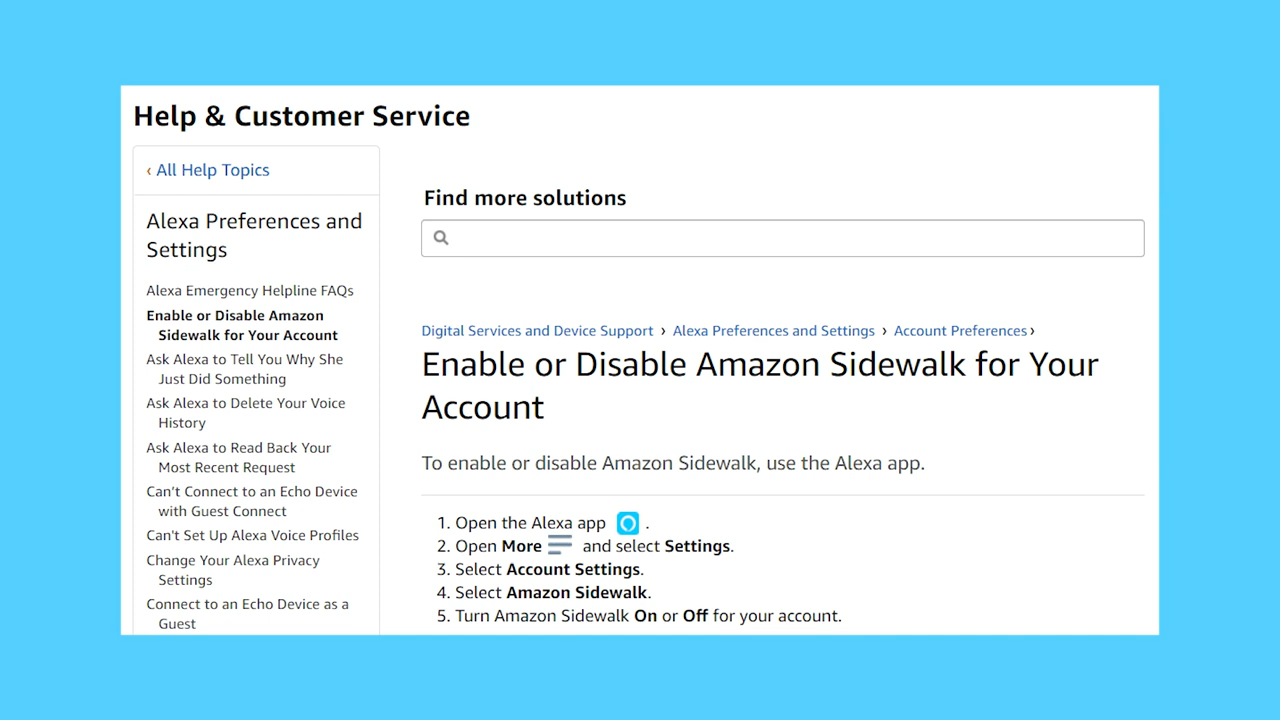 Help & Customer Service
‹ All Help Topics
Alexa Preferences and
Settings
Alexa Emergency Helpline FAQs
Enable or Disable Amazon
Sidewalk for Your Account
Ask Alexa to Tell You Why She
Just Did Something
Ask Alexa to Delete Your Voice
History
Ask Alexa to Read Back Your
Most Recent Request
Can't Connect to an Echo Device
with Guest Connect
Can't Set Up Alexa Voice Profiles
Change Your Alexa Privacy
Settings
Connect to an Echo Device as a
Guest
Find more solutions
Digital Services and Device Support › Alexa Preferences and Settings › Account Preferences ›
Enable or Disable Amazon Sidewalk for Your
Account
To enable or disable Amazon Sidewalk, use the Alexa app.
1. Open the Alexa app .
2. Open More and select Settings.
3. Select Account Settings.
4. Select Amazon Sidewalk.
5. Turn Amazon Sidewalk On or Off for your account.